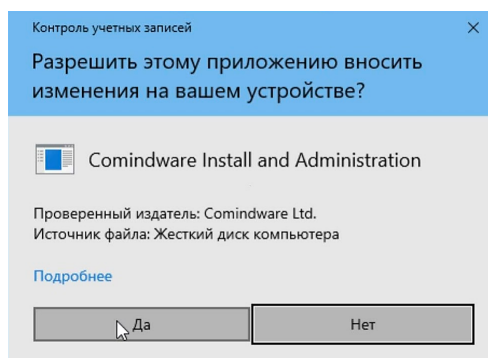 Контроль учетных записей
Разрешить этому приложению вносить
изменения на вашем устройстве?
Comindware Install and Administration
Проверенный издатель: Comindware Ltd.
Источник файла: Жесткий диск компьютера
Подробнее
Да
Нет